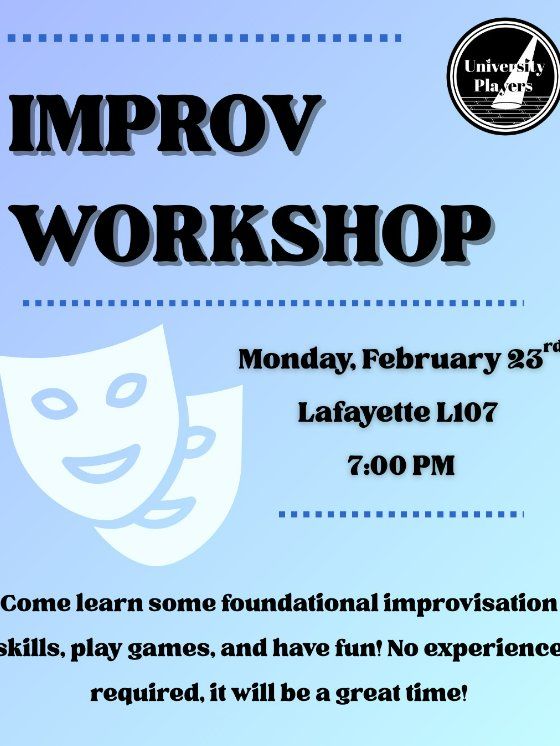 University
Players
IMPROV
WORKSHOP
Monday, February 23rd
Lafayette L107
7:00 PM
Come learn some foundational improvisation
skills, play games, and have fun! No experience
required, it will be a great time!